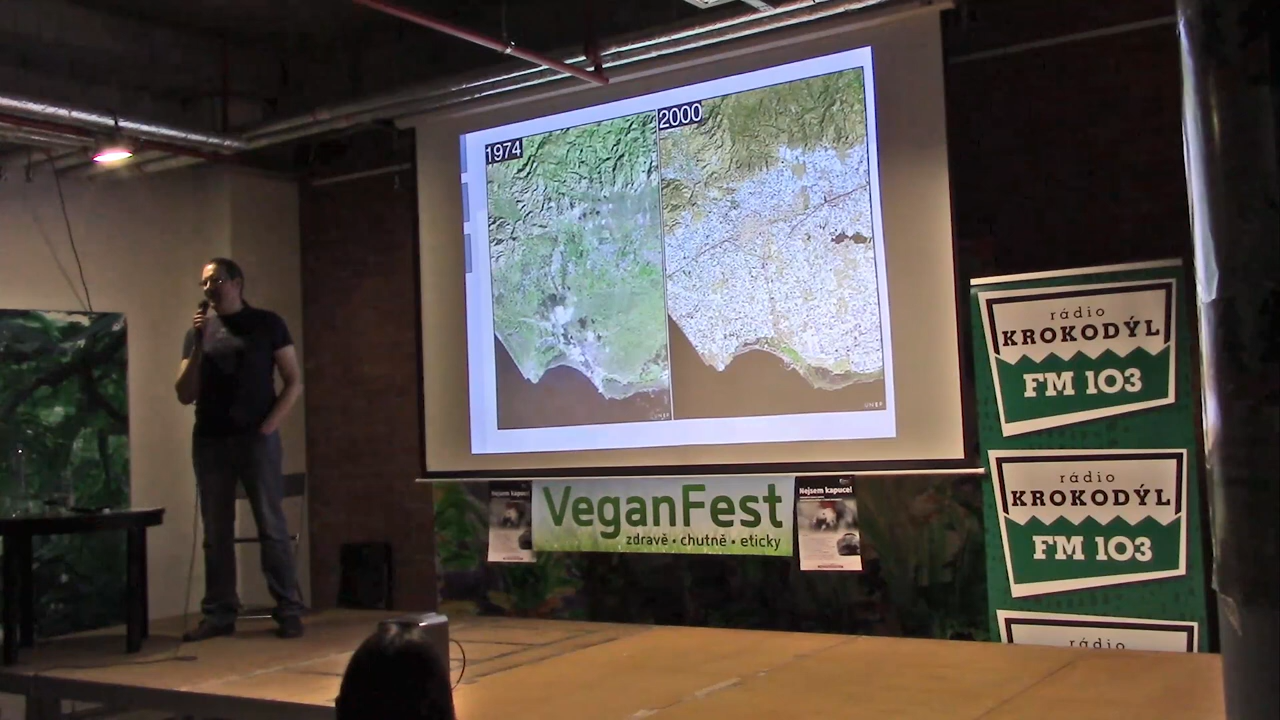 1974
2000
rádio
KROKODÝL
FM 103
rádio
KROKODÝL
FM 103
rádio
Nejsem kapuce!
VeganFest
zdravě • chutně • eticky
Nejsem kapuce!